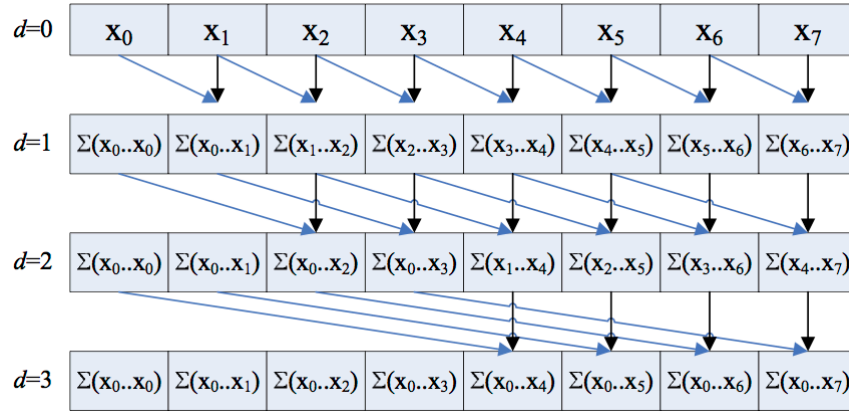 d=0 x₀ x₁ x₂ x₃ x₄ x₅ x₆ x₇
d=1 Σ(x₀..x₀) Σ(x₀..x₁) Σ(x₁..x₂) Σ(x₂..x₃) Σ(x₃..x₄) Σ(x₄..x₅) Σ(x₅..x₆) Σ(x₆..x₇)
d=2 Σ(x₀..x₀) Σ(x₀..x₁) Σ(x₀..x₂) Σ(x₀..x₃) Σ(x₁..x₄) Σ(x₂..x₅) Σ(x₃..x₆) Σ(x₄..x₇)
d=3 Σ(x₀..x₀) Σ(x₀..x₁) Σ(x₀..x₂) Σ(x₀..x₃) Σ(x₀..x₄) Σ(x₀..x₅) Σ(x₀..x₆) Σ(x₀..x₇)